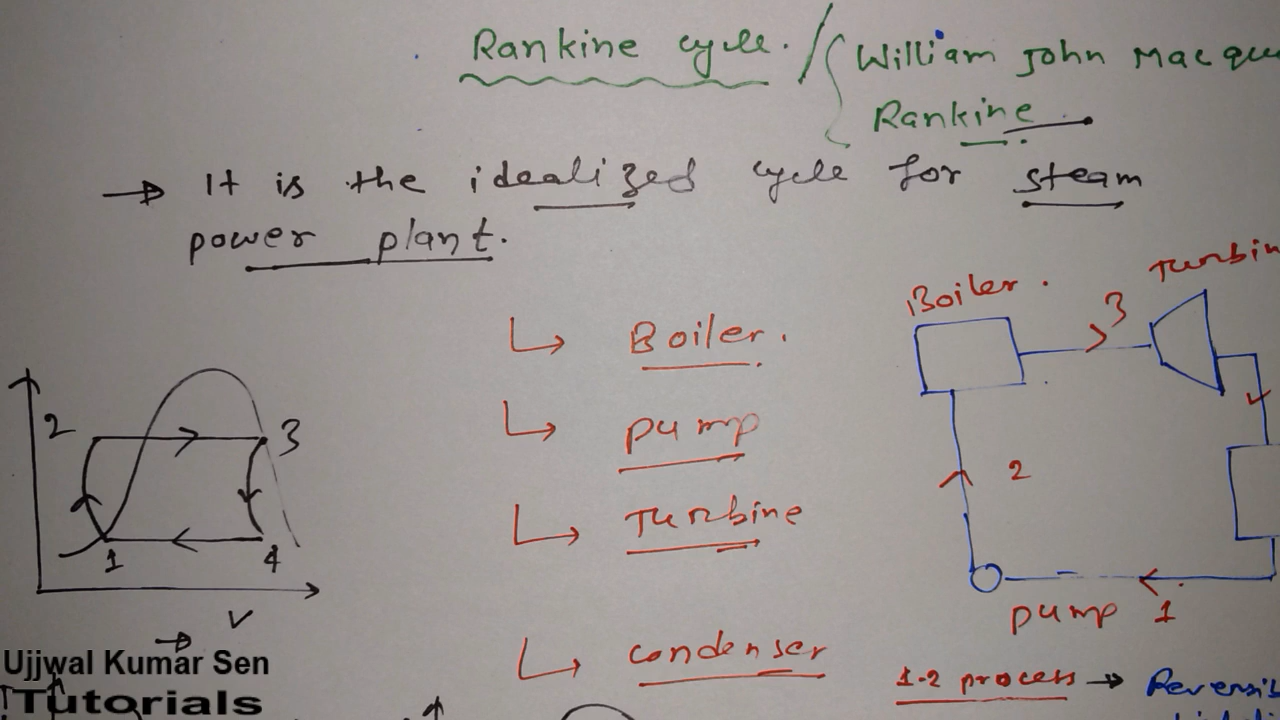 Rankine cycle. / ( William John Macqu
Rankine
→ It is the idealized cycle for steam
power plant.
Boiler.
pump
Turbine
condenser
Boiler.
Turbin
3
2
pump 1
2
3
1
4
V
1-2 process → Reversi
Ujjwal Kumar Sen
Tutorials